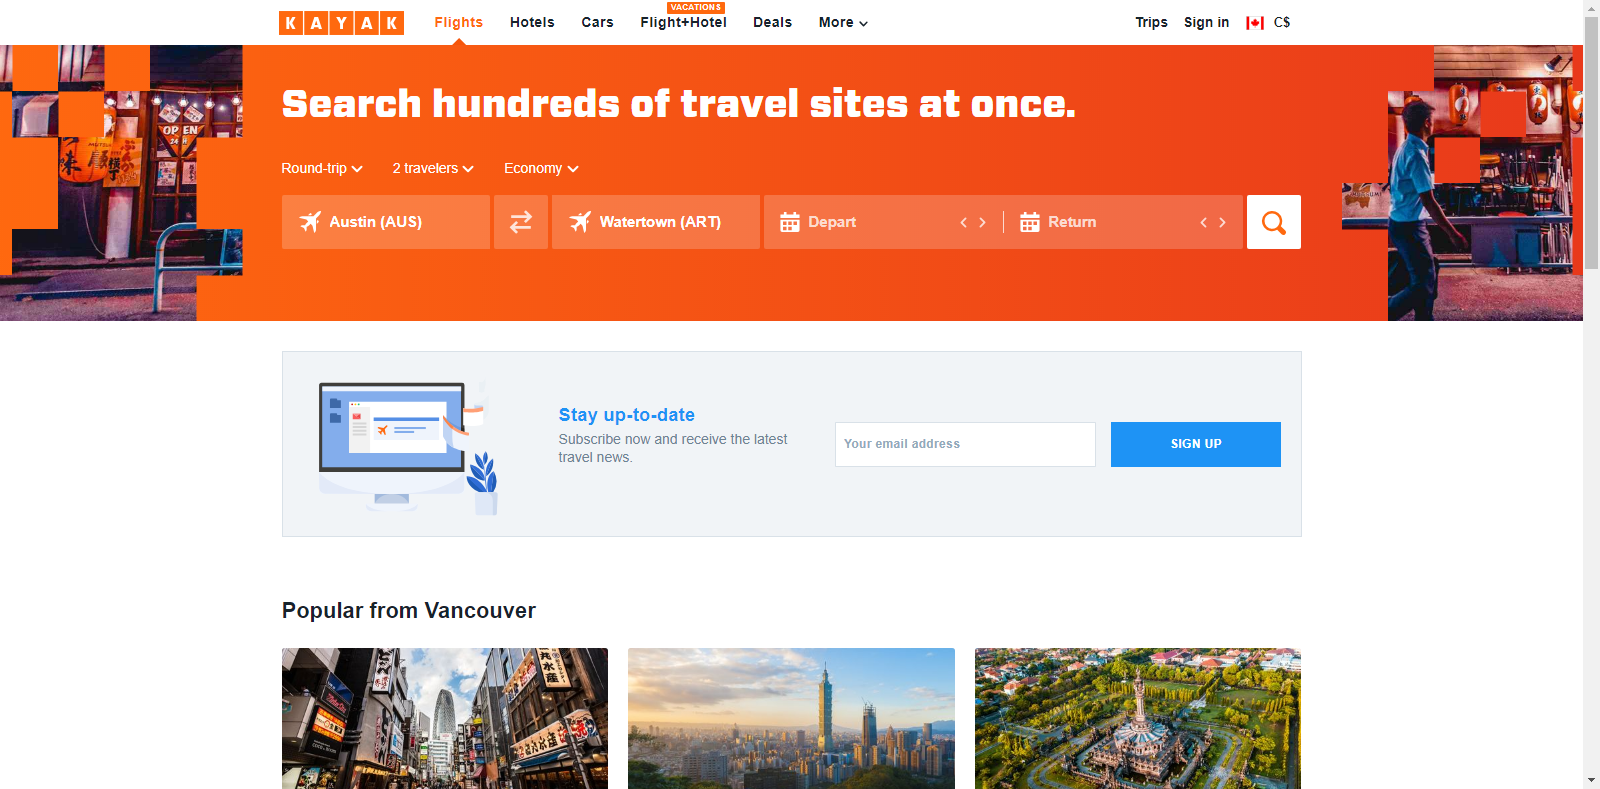 KAYAK
Flights
Hotels
Cars
VACATIONS
Flight+Hotel
Deals
More
Trips
Sign in
C$
Search hundreds of travel sites at once.
Round-trip
2 travelers
Economy
Austin (AUS)
Watertown (ART)
Depart
Return
OPEN
Stay up-to-date
Subscribe now and receive the latest
travel news.
Your email address
SIGN UP
Popular from Vancouver